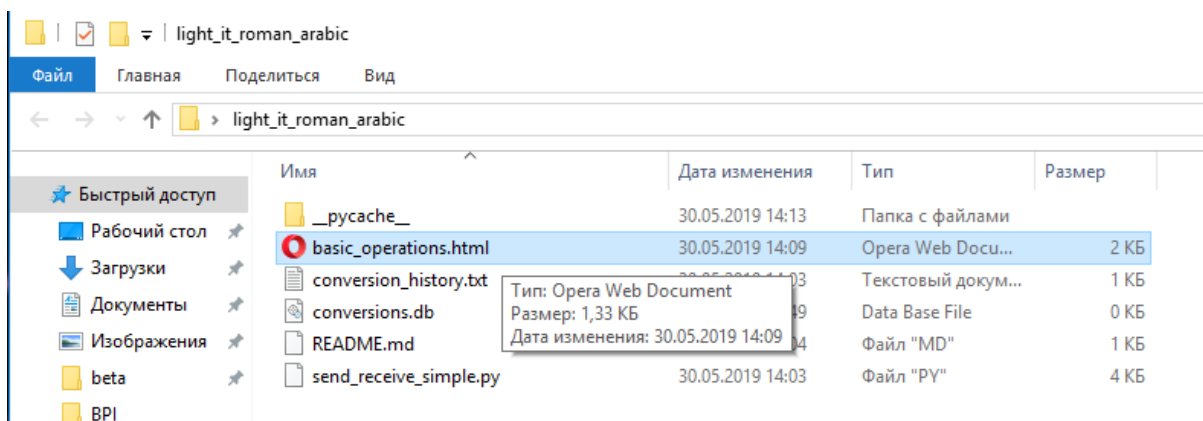 light_it_roman_arabic
Файл Главная Поделиться Вид
light_it_roman_arabic
Имя Дата изменения Тип Размер
Быстрый доступ
Рабочий стол
Загрузки
Документы
Изображения
beta
BPI
__pycache__ 30.05.2019 14:13 Папка с файлами
basic_operations.html 30.05.2019 14:09 Opera Web Docu... 2 КБ
conversion_history.txt Текстовый докум... 1 КБ
conversions.db Data Base File 0 КБ
README.md Файл "MD" 1 КБ
send_receive_simple.py 30.05.2019 14:03 Файл "PY" 4 КБ
Тип: Opera Web Document
Размер: 1,33 КБ
Дата изменения: 30.05.2019 14:09